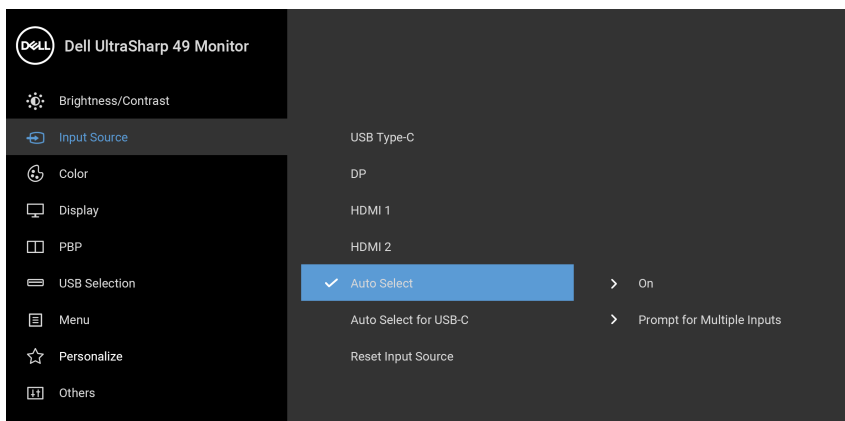 DELL Dell UltraSharp 49 Monitor
Brightness/Contrast
Input Source USB Type-C
Color DP
Display HDMI 1
PBP HDMI 2
USB Selection Auto Select On
Menu Auto Select for USB-C Prompt for Multiple Inputs
Personalize Reset Input Source
Others